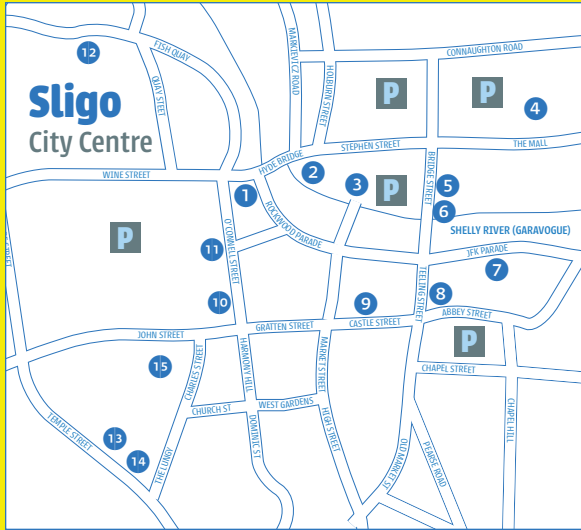 12
FISH QUAY
QUAY STEET
MARKIEVICZ ROAD
HOLBURN STREET
CONNAUGHTON ROAD
P
P
4
Sligo
City Centre
STEPHEN STREET
THE MALL
HYDE BRIDGE
WINE STREET
1
2
3
P
BRIDGE STREET
5
6
ROCKWOOD PARADE
SHELLY RIVER (GARAVOGUE)
P
O'CONNELL STREET
11
JFK PARADE
7
TEELING STREET
8
10
9
ABBEY STREET
JOHN STREET
GRATTEN STREET
CASTLE STREET
P
15
CHARLES STREET
HARMONY HILL
MARKET STREET
CHAPEL STREET
CHURCH ST
WEST GARDENS
TEMPLE STREET
13
14
THE LUNGY
DOMINIC ST
HIGH STREET
OLD MARKET ST
PEARSE ROAD
CHAPEL HILL